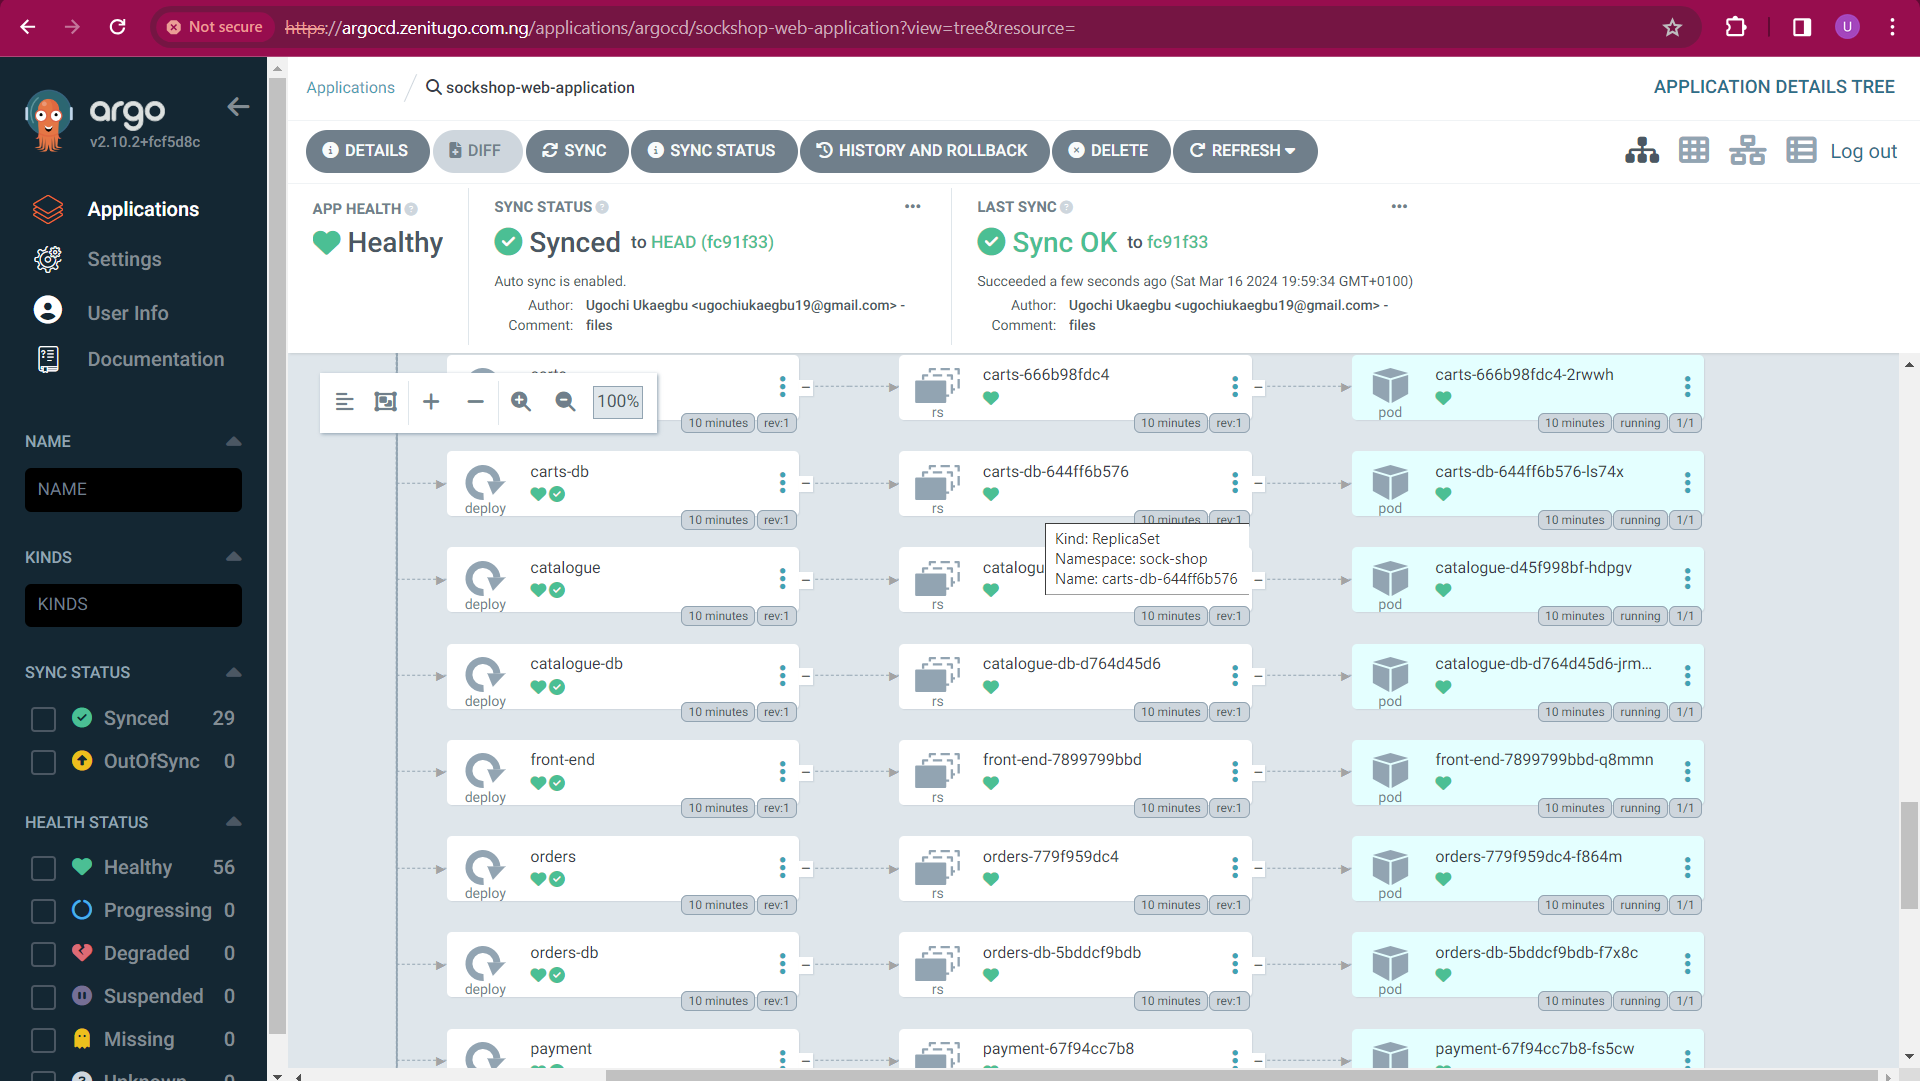 Not secure
https://argocd.zenitugo.com.ng/applications/argocd/sockshop-web-application?view=tree&resource=
U
argo
v2.10.2+fcf5d8c
Applications
Settings
User Info
Documentation
NAME
NAME
KINDS
KINDS
SYNC STATUS
Synced 29
OutOfSync 0
HEALTH STATUS
Healthy 56
Progressing 0
Degraded 0
Suspended 0
Missing 0
Unknown 0
Applications / sockshop-web-application
APPLICATION DETAILS TREE
DETAILS
DIFF
SYNC
SYNC STATUS
HISTORY AND ROLLBACK
DELETE
REFRESH
Log out
APP HEALTH
Healthy
SYNC STATUS
Synced to HEAD (fc91f33)
Auto sync is enabled.
Author: Ugochi Ukaegbu <ugochiukaegbu19@gmail.com> -
Comment: files
LAST SYNC
Sync OK to fc91f33
Succeeded a few seconds ago (Sat Mar 16 2024 19:59:34 GMT+0100)
Author: Ugochi Ukaegbu <ugochiukaegbu19@gmail.com> -
Comment: files
100%
10 minutes rev:1
carts-666b98fdc4
rs
10 minutes rev:1
carts-666b98fdc4-2rwwh
pod
10 minutes running 1/1
carts-db
deploy
10 minutes rev:1
carts-db-644ff6b576
rs
10 minutes rev:1
carts-db-644ff6b576-ls74x
pod
10 minutes running 1/1
Kind: ReplicaSet
Namespace: sock-shop
Name: carts-db-644ff6b576
catalogue
deploy
10 minutes rev:1
catalogu
rs
10 minutes rev:1
catalogue-d45f998bf-hdpgv
pod
10 minutes running 1/1
catalogue-db
deploy
10 minutes rev:1
catalogue-db-d764d45d6
rs
10 minutes rev:1
catalogue-db-d764d45d6-jrm...
pod
10 minutes running 1/1
front-end
deploy
10 minutes rev:1
front-end-7899799bbd
rs
10 minutes rev:1
front-end-7899799bbd-q8mmn
pod
10 minutes running 1/1
orders
deploy
10 minutes rev:1
orders-779f959dc4
rs
10 minutes rev:1
orders-779f959dc4-f864m
pod
10 minutes running 1/1
orders-db
deploy
10 minutes rev:1
orders-db-5bddcf9bdb
rs
10 minutes rev:1
orders-db-5bddcf9bdb-f7x8c
pod
10 minutes running 1/1
payment
payment-67f94cc7b8
payment-67f94cc7b8-fs5cw